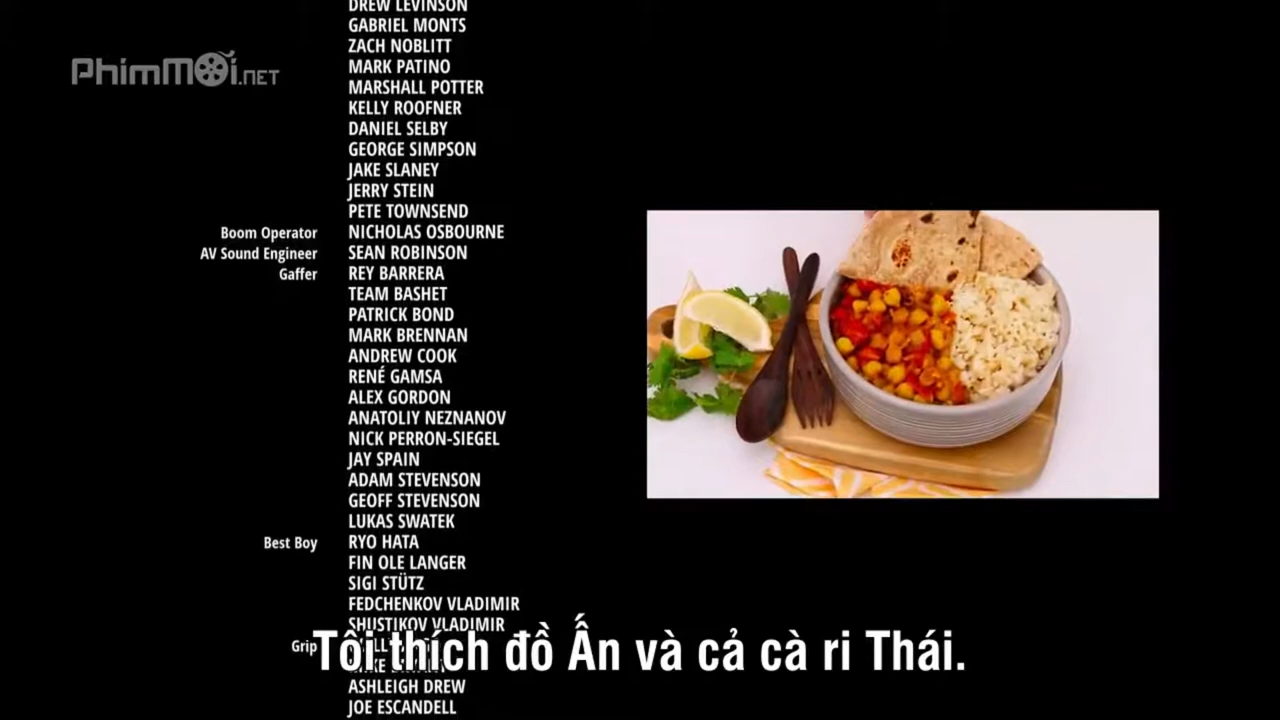 DREW LEVINSON
GABRIEL MONTS
PHIMMỚI.NET
ZACH NOBLITT
MARK PATINO
MARSHALL POTTER
KELLY ROOFNER
DANIEL SELBY
GEORGE SIMPSON
JAKE SLANEY
JERRY STEIN
PETE TOWNSEND
Boom Operator NICHOLAS OSBOURNE
AV Sound Engineer SEAN ROBINSON
Gaffer REY BARRERA
TEAM BASHET
PATRICK BOND
MARK BRENNAN
ANDREW COOK
RENÉ GAMSA
ALEX GORDON
ANATOLIY NEZNANOV
NICK PERRON-SIEGEL
JAY SPAIN
ADAM STEVENSON
GEOFF STEVENSON
LUKAS SWATEK
Best Boy RYO HATA
FIN OLE LANGER
SIGI STÜTZ
FEDCHENKOV VLADIMIR
SHUSTIKOV VLADIMIR
Grip
Tôi thích đồ Ấn và cả cà ri Thái.
ASHLEIGH DREW
JOE ESCANDELL